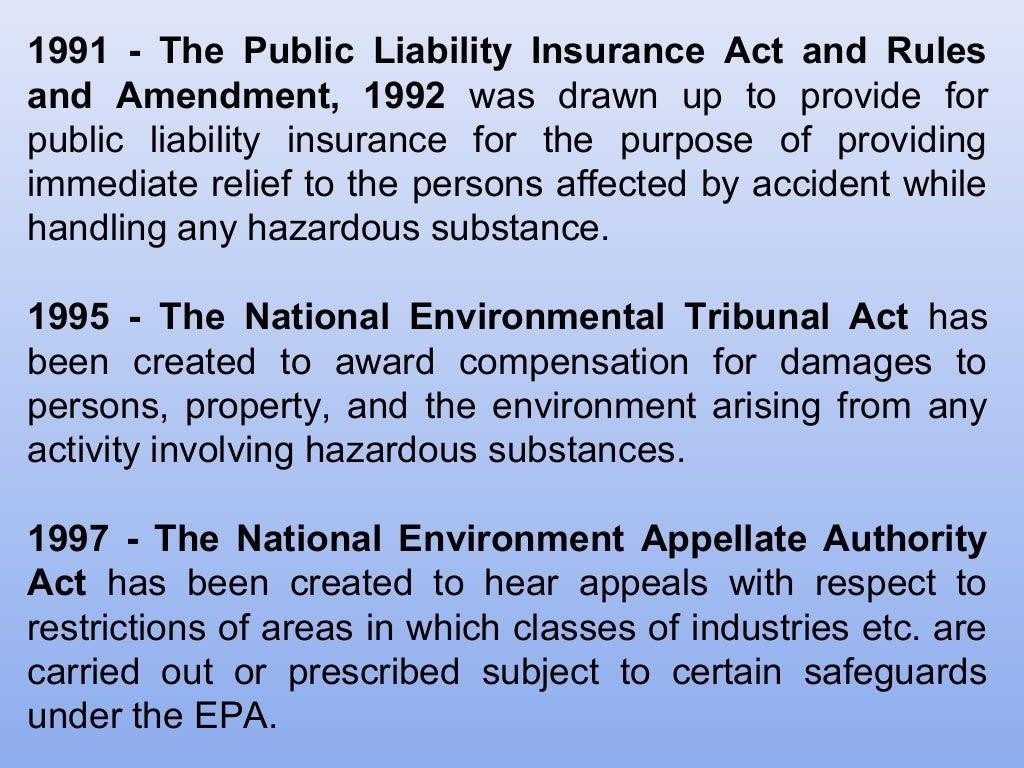 1991 - The Public Liability Insurance Act and Rules
and Amendment, 1992 was drawn up to provide for
public liability insurance for the purpose of providing
immediate relief to the persons affected by accident while
handling any hazardous substance.
1995 - The National Environmental Tribunal Act has
been created to award compensation for damages to
persons, property, and the environment arising from any
activity involving hazardous substances.
1997 - The National Environment Appellate Authority
Act has been created to hear appeals with respect to
restrictions of areas in which classes of industries etc. are
carried out or prescribed subject to certain safeguards
under the EPA.